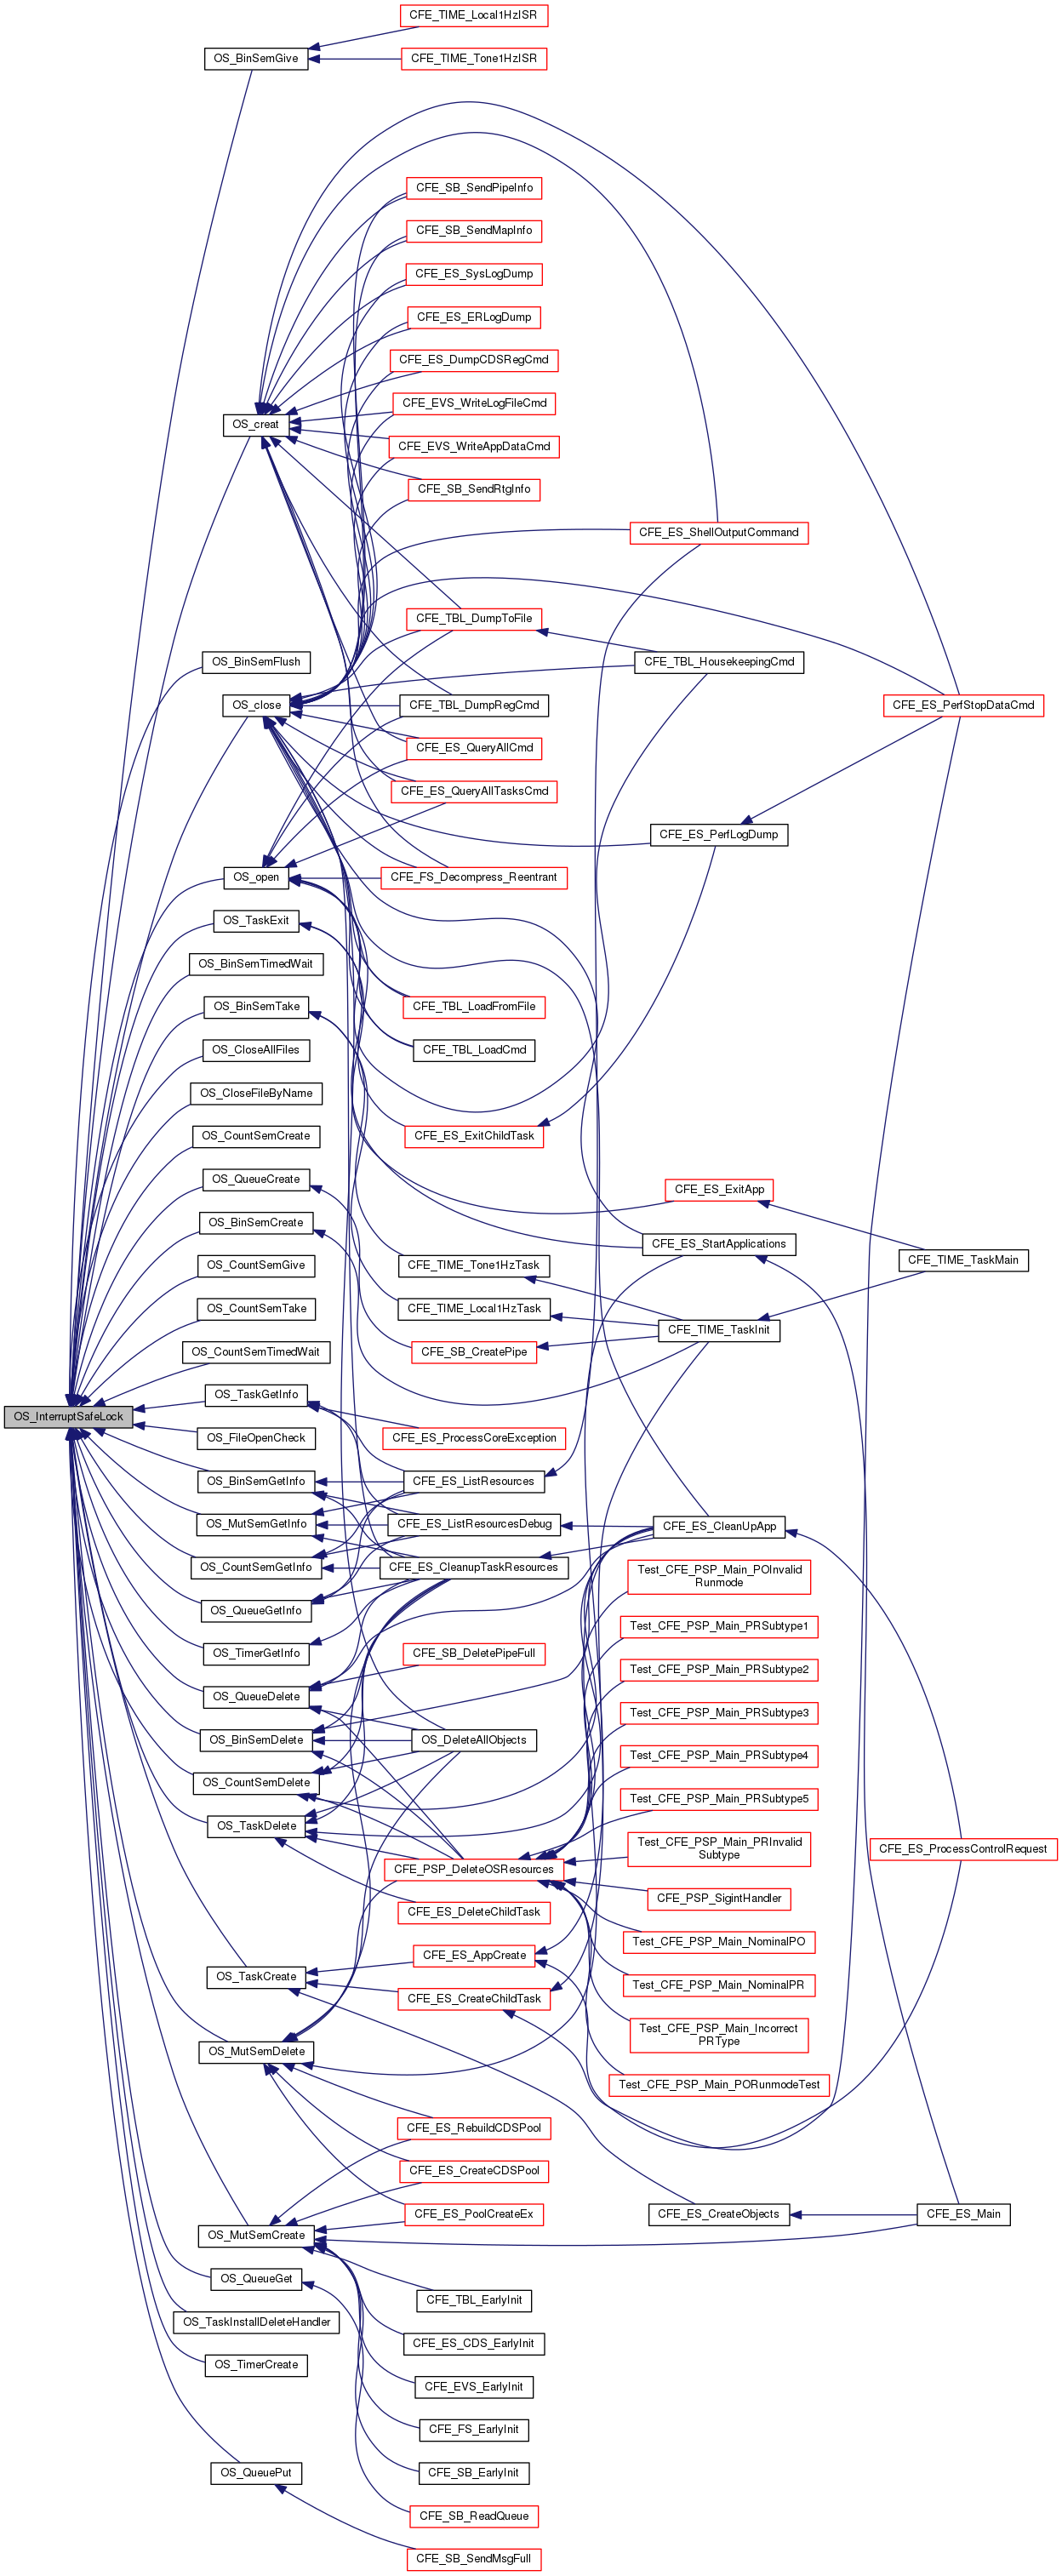 CFE_TIME_Local1HzISR
OS_BinSemGive
CFE_TIME_Tone1HzISR
CFE_SB_SendPipeInfo
CFE_SB_SendMapInfo
CFE_ES_SysLogDump
CFE_ES_ERLogDump
CFE_ES_DumpCDSRegCmd
CFE_EVS_WriteLogFileCmd
OS_creat
CFE_EVS_WriteAppDataCmd
CFE_SB_SendRtgInfo
CFE_ES_ShellOutputCommand
CFE_TBL_DumpToFile
OS_BinSemFlush
CFE_TBL_HousekeepingCmd
OS_close
CFE_TBL_DumpRegCmd
CFE_ES_PerfStopDataCmd
CFE_ES_QueryAllCmd
CFE_ES_QueryAllTasksCmd
CFE_ES_PerfLogDump
OS_open
CFE_FS_Decompress_Reentrant
OS_TaskExit
OS_BinSemTimedWait
OS_BinSemTake
CFE_TBL_LoadFromFile
OS_CloseAllFiles
CFE_TBL_LoadCmd
OS_CloseFileByName
OS_CountSemCreate
CFE_ES_ExitChildTask
OS_QueueCreate
CFE_ES_ExitApp
OS_BinSemCreate
CFE_ES_StartApplications
OS_CountSemGive
CFE_TIME_Tone1HzTask
CFE_TIME_TaskMain
OS_CountSemTake
CFE_TIME_Local1HzTask
CFE_TIME_TaskInit
OS_CountSemTimedWait
CFE_SB_CreatePipe
OS_TaskGetInfo
OS_InterruptSafeLock
OS_FileOpenCheck
CFE_ES_ProcessCoreException
OS_BinSemGetInfo
CFE_ES_ListResources
OS_MutSemGetInfo
CFE_ES_ListResourcesDebug
CFE_ES_CleanUpApp
OS_CountSemGetInfo
CFE_ES_CleanupTaskResources
Test_CFE_PSP_Main_POInvalid
Runmode
OS_QueueGetInfo
Test_CFE_PSP_Main_PRSubtype1
OS_TimerGetInfo
CFE_SB_DeletePipeFull
Test_CFE_PSP_Main_PRSubtype2
OS_QueueDelete
Test_CFE_PSP_Main_PRSubtype3
OS_BinSemDelete
OS_DeleteAllObjects
Test_CFE_PSP_Main_PRSubtype4
OS_CountSemDelete
Test_CFE_PSP_Main_PRSubtype5
OS_TaskDelete
Test_CFE_PSP_Main_PRInvalid
Subtype
CFE_ES_ProcessControlRequest
CFE_PSP_DeleteOSResources
CFE_PSP_SigintHandler
CFE_ES_DeleteChildTask
Test_CFE_PSP_Main_NominalPO
CFE_ES_AppCreate
OS_TaskCreate
Test_CFE_PSP_Main_NominalPR
CFE_ES_CreateChildTask
Test_CFE_PSP_Main_Incorrect
PRType
OS_MutSemDelete
Test_CFE_PSP_Main_PORunmodeTest
CFE_ES_RebuildCDSPool
CFE_ES_CreateCDSPool
CFE_ES_PoolCreateEx
CFE_ES_CreateObjects
CFE_ES_Main
OS_MutSemCreate
OS_QueueGet
CFE_TBL_EarlyInit
OS_TaskInstallDeleteHandler
CFE_ES_CDS_EarlyInit
OS_TimerCreate
CFE_EVS_EarlyInit
CFE_FS_EarlyInit
OS_QueuePut
CFE_SB_EarlyInit
CFE_SB_ReadQueue
CFE_SB_SendMsgFull